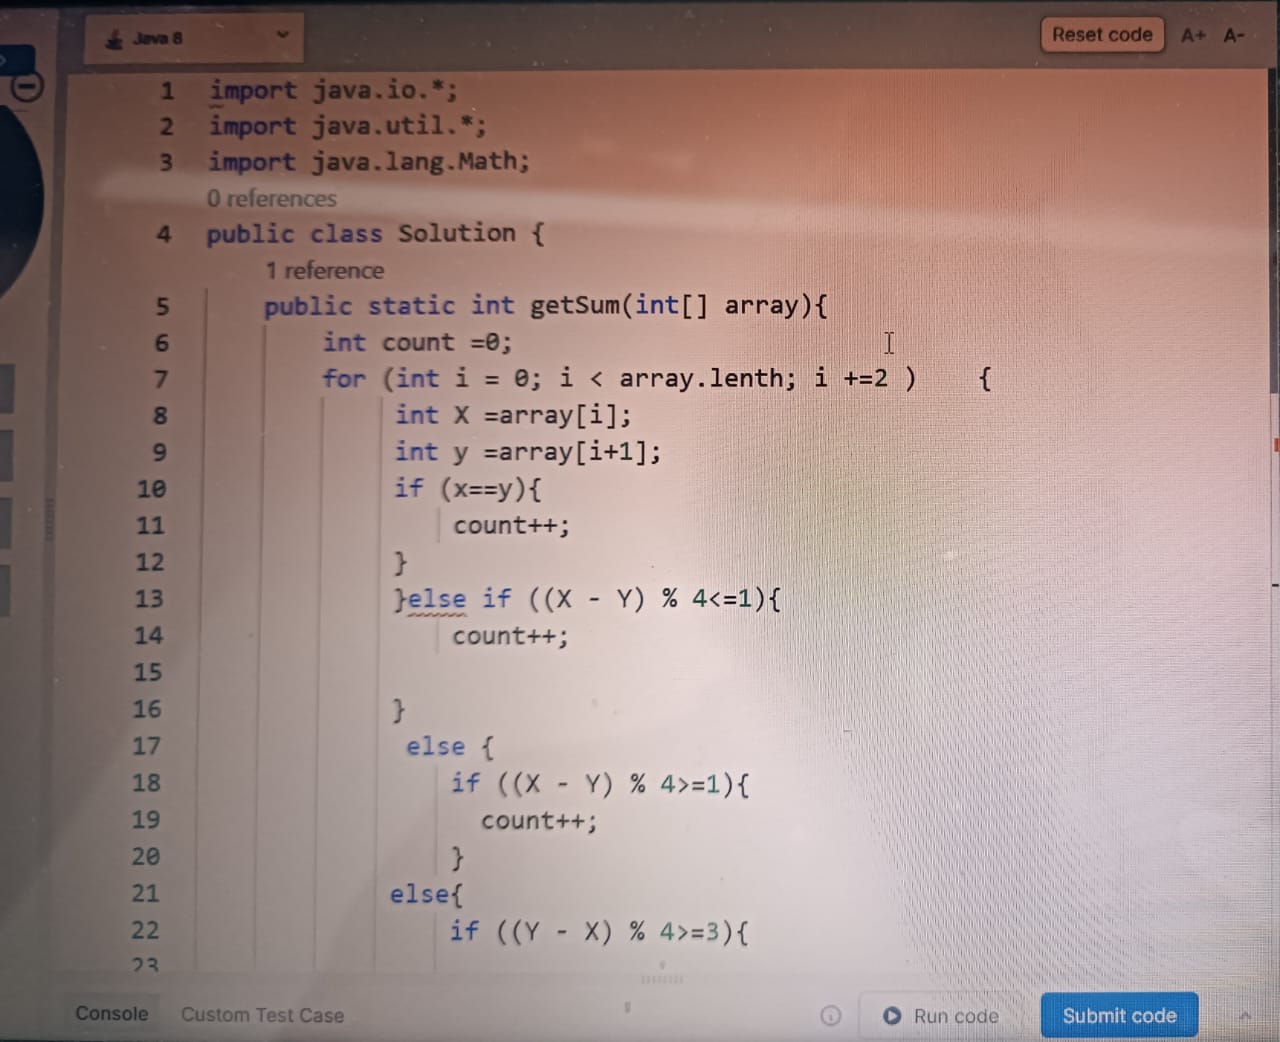 Java 8
Reset code A+ A-
1 import java.io.*;
2 import java.util.*;
3 import java.lang.Math;
0 references
4 public class Solution {
1 reference
5 public static int getSum(int[] array){
6 int count =0;
7 for (int i = 0; i < array.lenth; i +=2 ) {
8 int X =array[i];
9 int y =array[i+1];
10 if (x==y){
11 count++;
12 }
13 }else if ((X - Y) % 4<=1){
14 count++;
15
16 }
17 else {
18 if ((X - Y) % 4>=1){
19 count++;
20 }
21 else{
22 if ((Y - X) % 4>=3){
23
Console Custom Test Case Run code Submit code